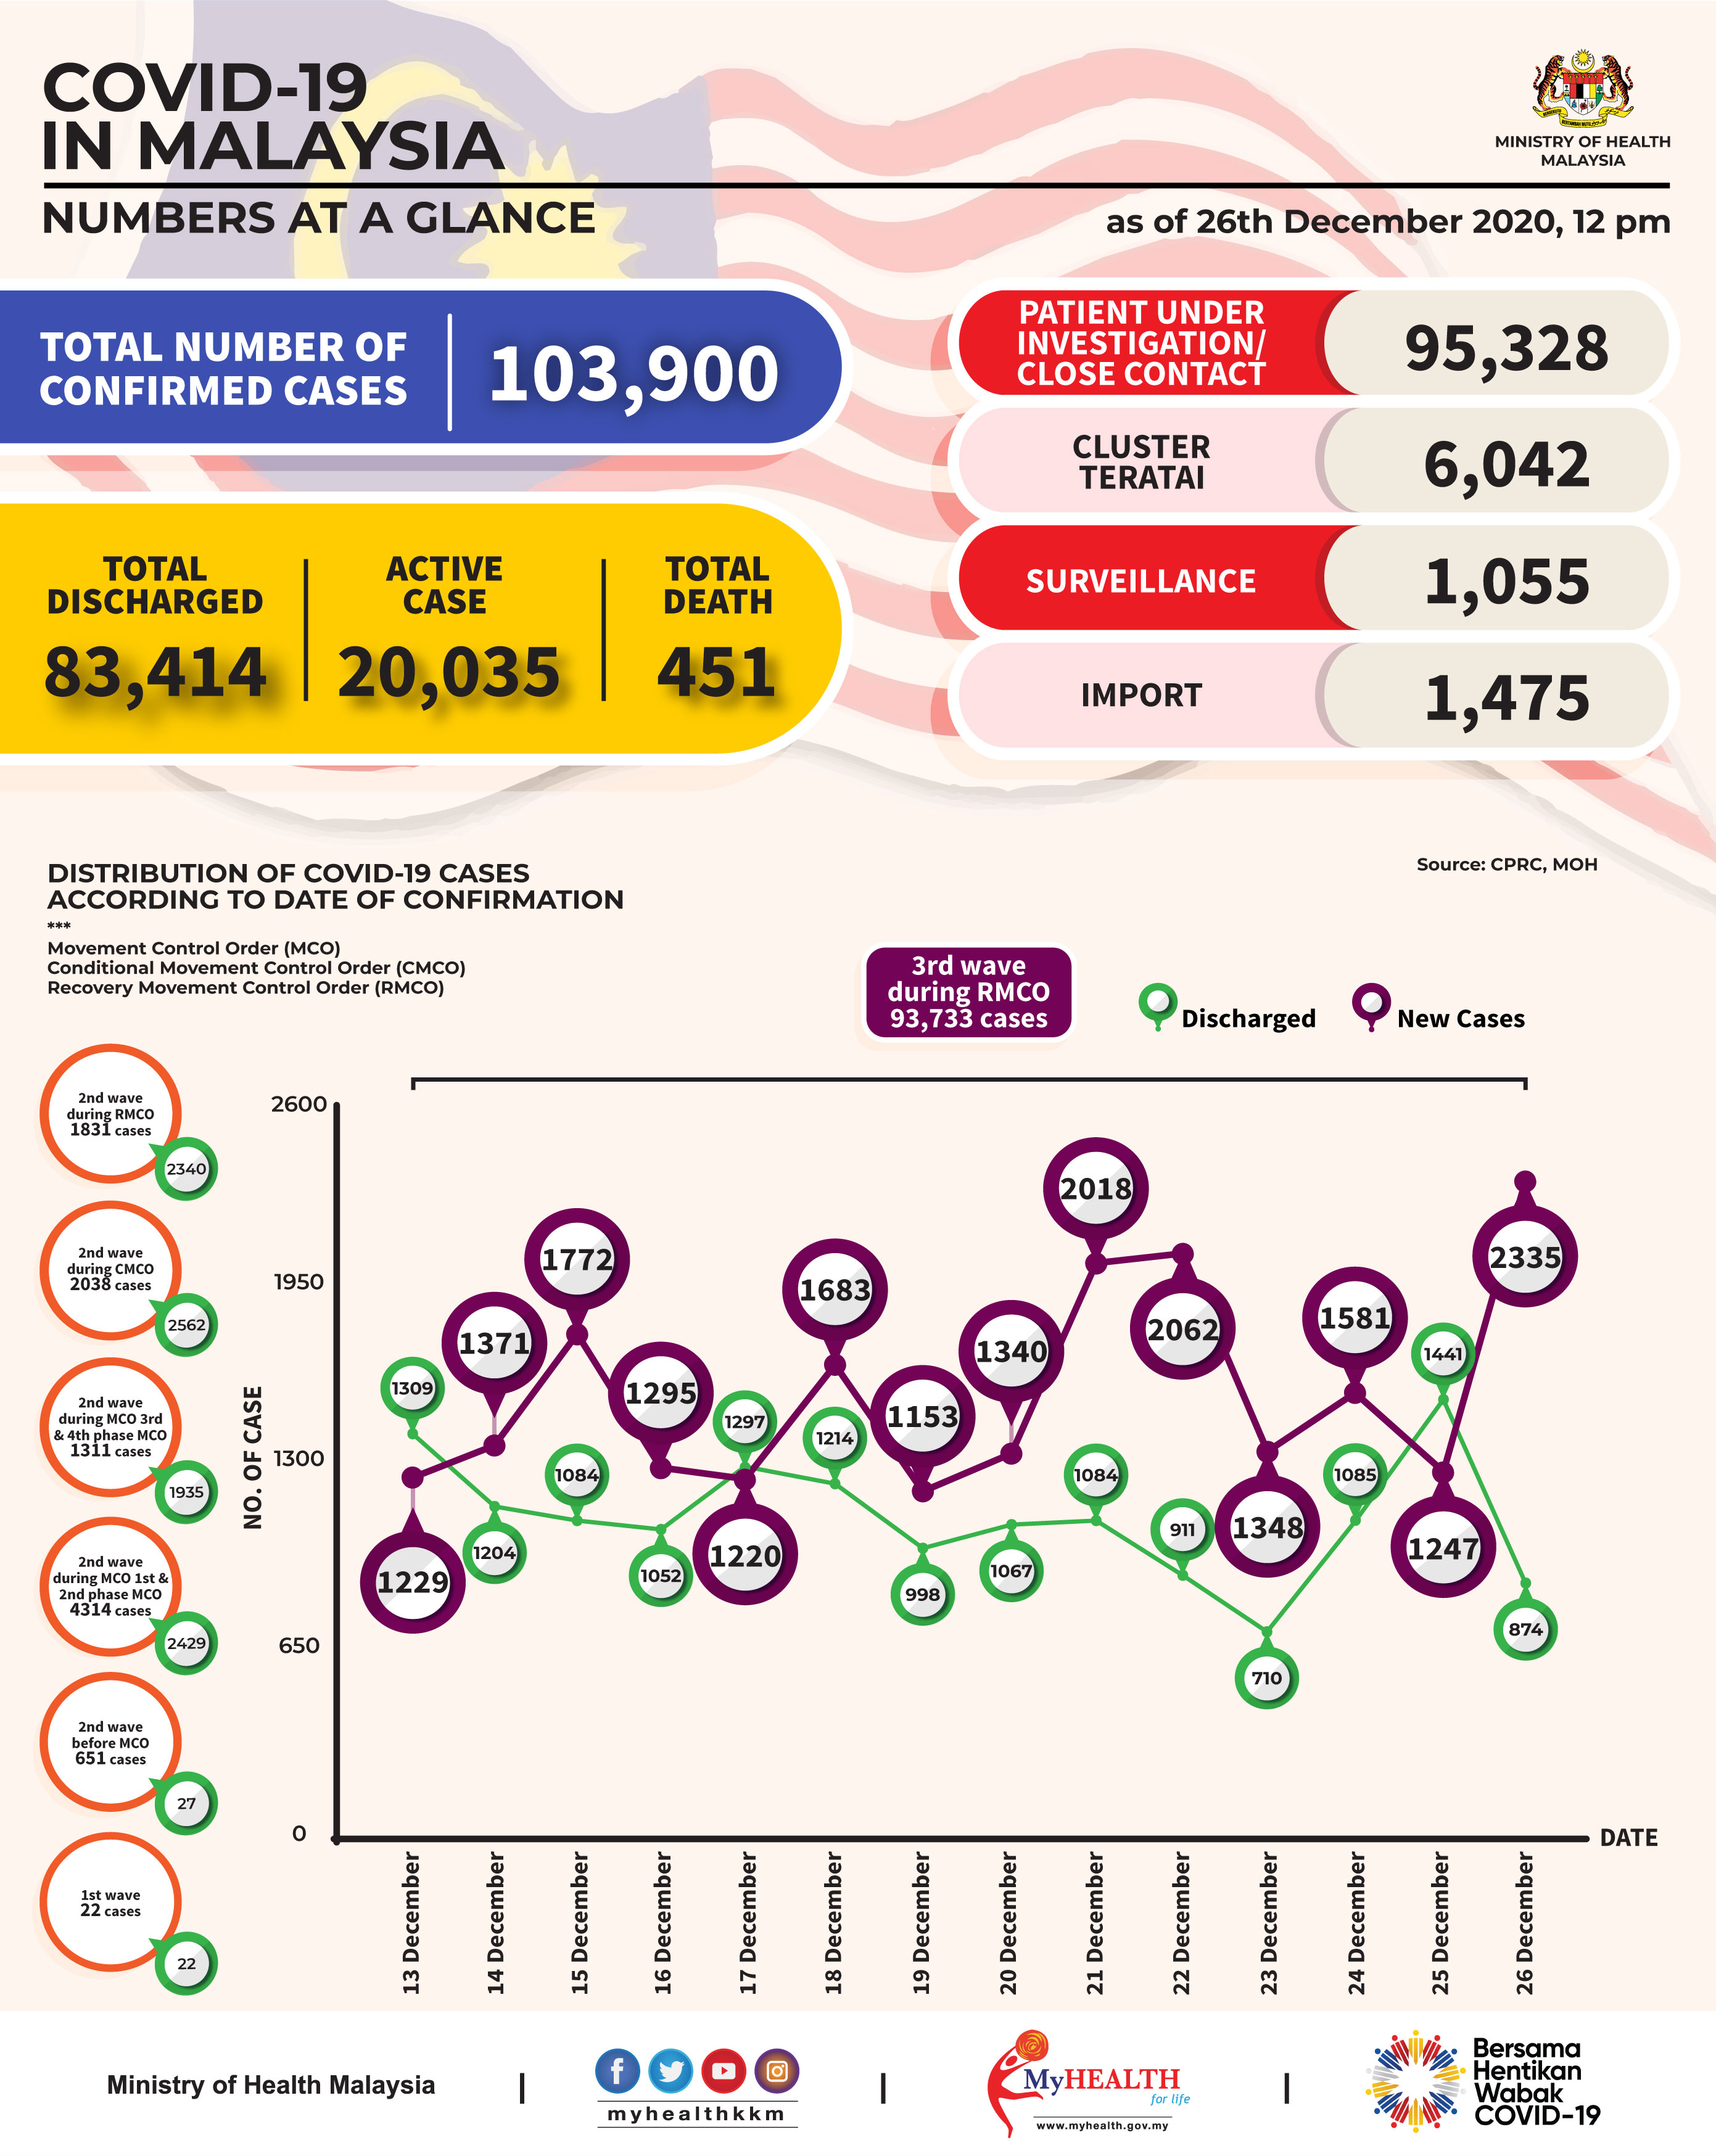 COVID-19
IN MALAYSIA
MINISTRY OF HEALTH
MALAYSIA
NUMBERS AT A GLANCE
as of 26th December 2020, 12 pm
TOTAL NUMBER OF
CONFIRMED CASES
103,900
TOTAL
DISCHARGED
83,414
ACTIVE
CASE
20,035
TOTAL
DEATH
451
PATIENT UNDER
INVESTIGATION/
CLOSE CONTACT
95,328
CLUSTER
TERATAI
6,042
SURVEILLANCE
1,055
IMPORT
1,475
DISTRIBUTION OF COVID-19 CASES
ACCORDING TO DATE OF CONFIRMATION
***
Movement Control Order (MCO)
Conditional Movement Control Order (CMCO)
Recovery Movement Control Order (RMCO)
Source: CPRC, MOH
3rd wave
during RMCO
93,733 cases
Discharged
New Cases
2nd wave
during RMCO
1831 cases
2340
2nd wave
during CMCO
2038 cases
2562
2nd wave
during MCO 3rd
& 4th phase MCO
1311 cases
1935
2nd wave
during MCO 1st &
2nd phase MCO
4314 cases
2429
2nd wave
before MCO
651 cases
27
1st wave
22 cases
22
NO. OF CASE
2600
1950
1300
650
0
1229
1371
1772
1295
1220
1683
1153
1340
2018
2062
1348
1581
1247
2335
1309
1204
1084
1052
1297
1214
998
1067
1084
911
710
1085
1441
874
DATE
13 December
14 December
15 December
16 December
17 December
18 December
19 December
20 December
21 December
22 December
23 December
24 December
25 December
26 December
Ministry of Health Malaysia
myhealthkkm
MyHEALTH
for life
www.myhealth.gov.my
Bersama
Hentikan
Wabak
COVID-19